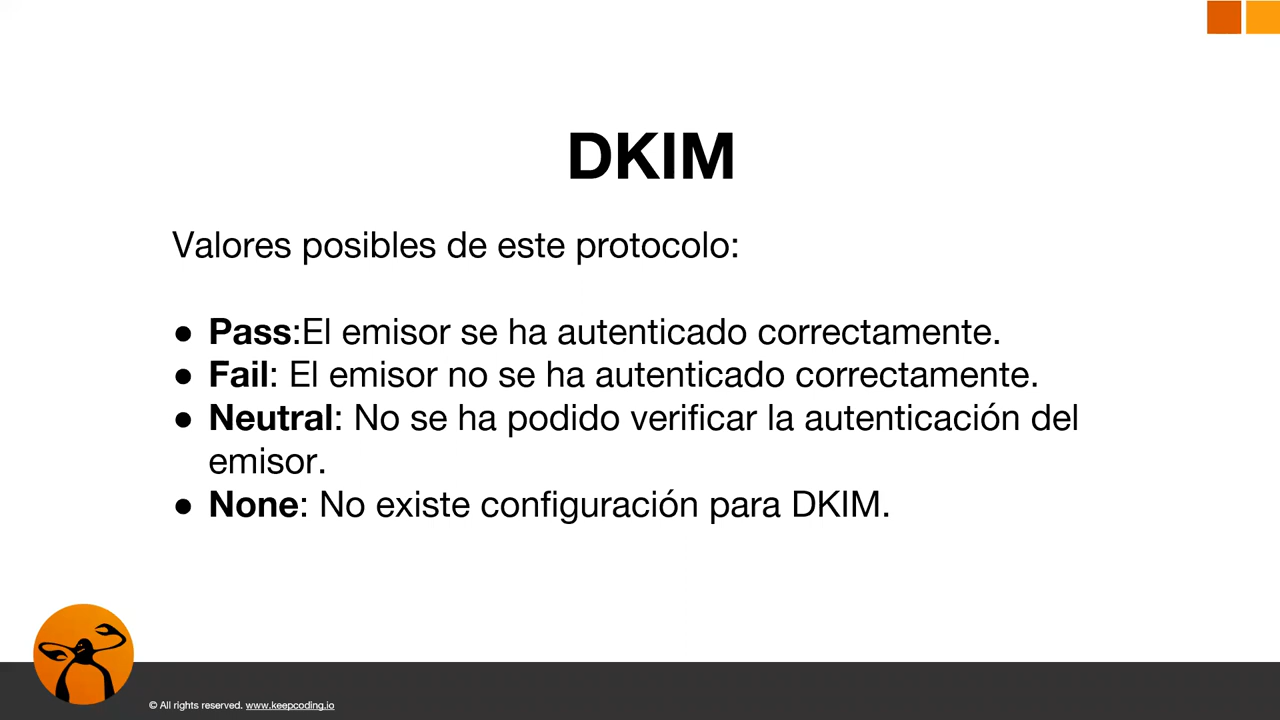 DKIM
Valores posibles de este protocolo:
● Pass:El emisor se ha autenticado correctamente.
● Fail: El emisor no se ha autenticado correctamente.
● Neutral: No se ha podido verificar la autenticación del
emisor.
● None: No existe configuración para DKIM.
© All rights reserved. www.keepcoding.io